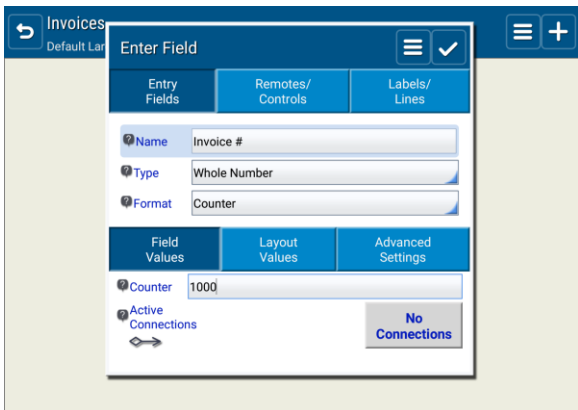 Invoices
Default Lar
Enter Field
Entry
Fields
Remotes/
Controls
Labels/
Lines
? Name Invoice #
? Type Whole Number
? Format Counter
Field
Values
Layout
Values
Advanced
Settings
? Counter 1000
? Active
Connections
No
Connections